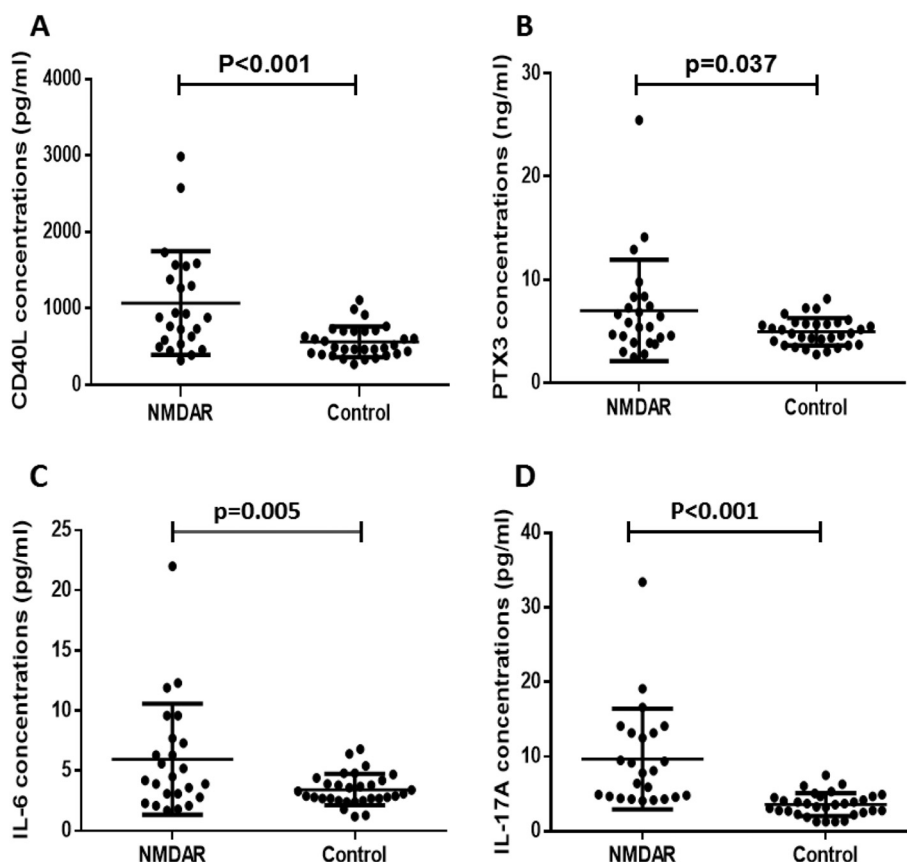 A
P<0.001
CD40L concentrations (pg/ml)
4000
3000
2000
1000
0
NMDAR
Control
B
p=0.037
PTX3 concentrations (ng/ml)
30
20
10
0
NMDAR
Control
C
p=0.005
IL-6 concentrations (pg/ml)
25
20
15
10
5
0
NMDAR
Control
D
P<0.001
IL-17A concentrations (pg/ml)
40
30
20
10
0
NMDAR
Control